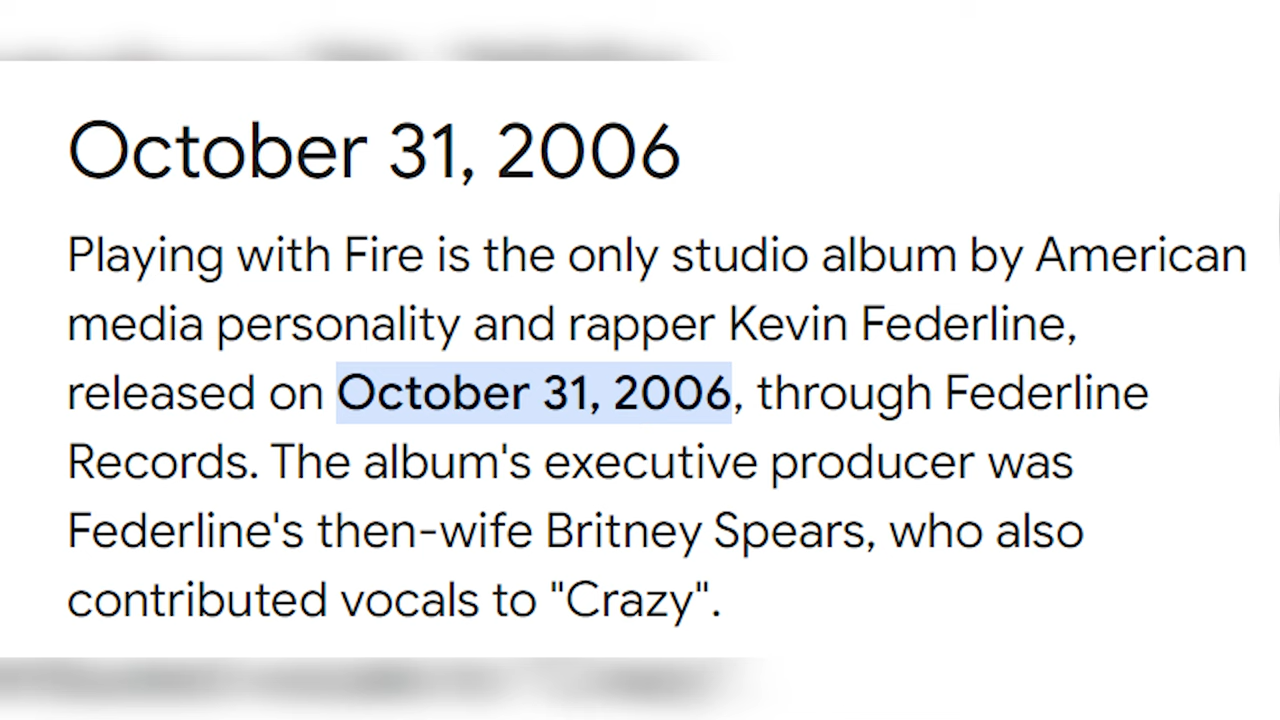 October 31, 2006
Playing with Fire is the only studio album by American
media personality and rapper Kevin Federline,
released on October 31, 2006, through Federline
Records. The album's executive producer was
Federline's then-wife Britney Spears, who also
contributed vocals to "Crazy".